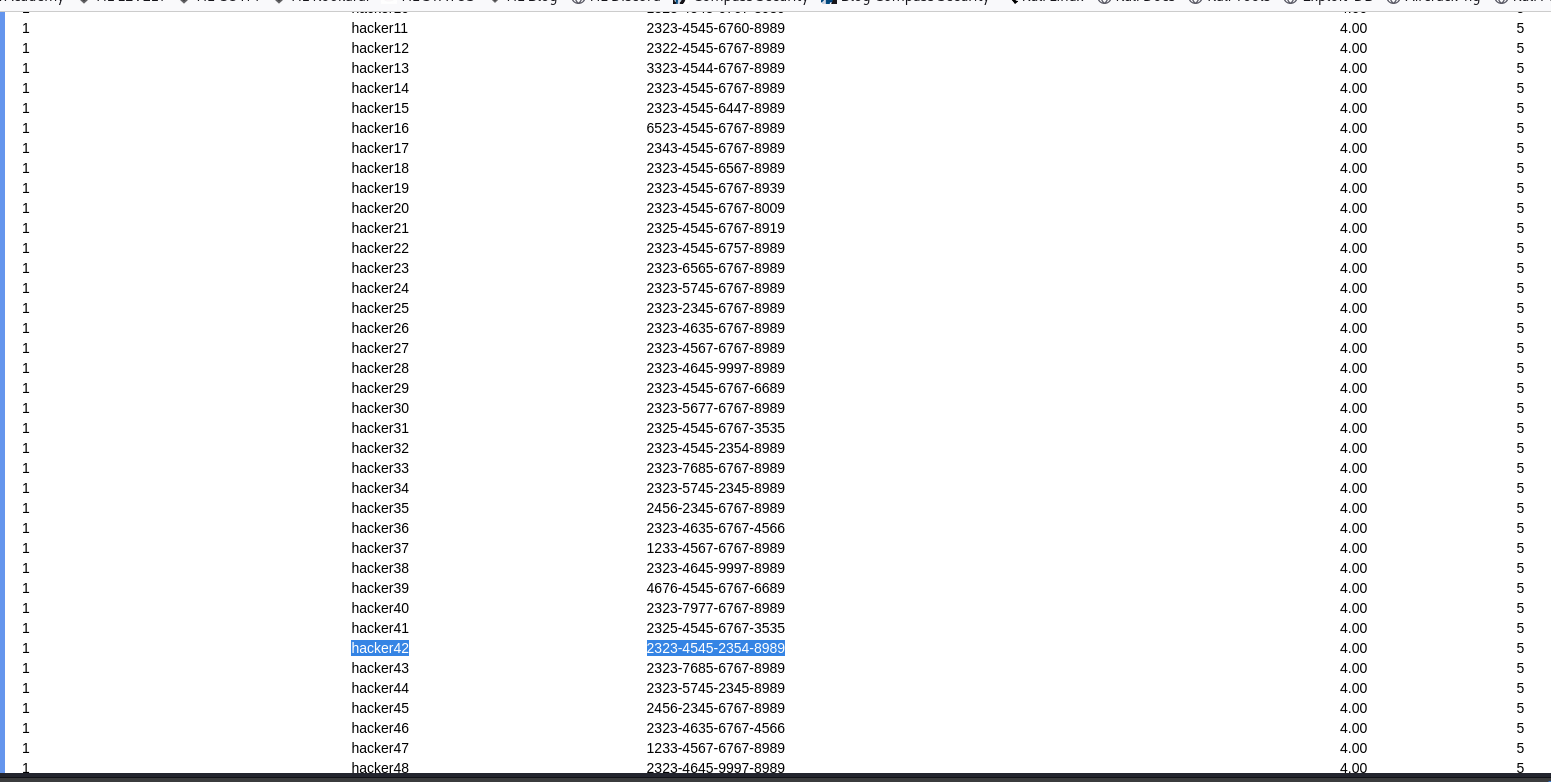 1 hacker11 2323-4545-6760-8989 4.00 5
1 hacker12 2322-4545-6767-8989 4.00 5
1 hacker13 3323-4544-6767-8989 4.00 5
1 hacker14 2323-4545-6767-8989 4.00 5
1 hacker15 2323-4545-6447-8989 4.00 5
1 hacker16 6523-4545-6767-8989 4.00 5
1 hacker17 2343-4545-6767-8989 4.00 5
1 hacker18 2323-4545-6567-8989 4.00 5
1 hacker19 2323-4545-6767-8939 4.00 5
1 hacker20 2323-4545-6767-8009 4.00 5
1 hacker21 2325-4545-6767-8919 4.00 5
1 hacker22 2323-4545-6757-8989 4.00 5
1 hacker23 2323-6565-6767-8989 4.00 5
1 hacker24 2323-5745-6767-8989 4.00 5
1 hacker25 2323-2345-6767-8989 4.00 5
1 hacker26 2323-4635-6767-8989 4.00 5
1 hacker27 2323-4567-6767-8989 4.00 5
1 hacker28 2323-4645-9997-8989 4.00 5
1 hacker29 2323-4545-6767-6689 4.00 5
1 hacker30 2323-5677-6767-8989 4.00 5
1 hacker31 2325-4545-6767-3535 4.00 5
1 hacker32 2323-4545-2354-8989 4.00 5
1 hacker33 2323-7685-6767-8989 4.00 5
1 hacker34 2323-5745-2345-8989 4.00 5
1 hacker35 2456-2345-6767-8989 4.00 5
1 hacker36 2323-4635-6767-4566 4.00 5
1 hacker37 1233-4567-6767-8989 4.00 5
1 hacker38 2323-4645-9997-8989 4.00 5
1 hacker39 4676-4545-6767-6689 4.00 5
1 hacker40 2323-7977-6767-8989 4.00 5
1 hacker41 2325-4545-6767-3535 4.00 5
1 hacker42 2323-4545-2354-8989 4.00 5
1 hacker43 2323-7685-6767-8989 4.00 5
1 hacker44 2323-5745-2345-8989 4.00 5
1 hacker45 2456-2345-6767-8989 4.00 5
1 hacker46 2323-4635-6767-4566 4.00 5
1 hacker47 1233-4567-6767-8989 4.00 5
1 hacker48 2323-4645-9997-8989 4.00 5